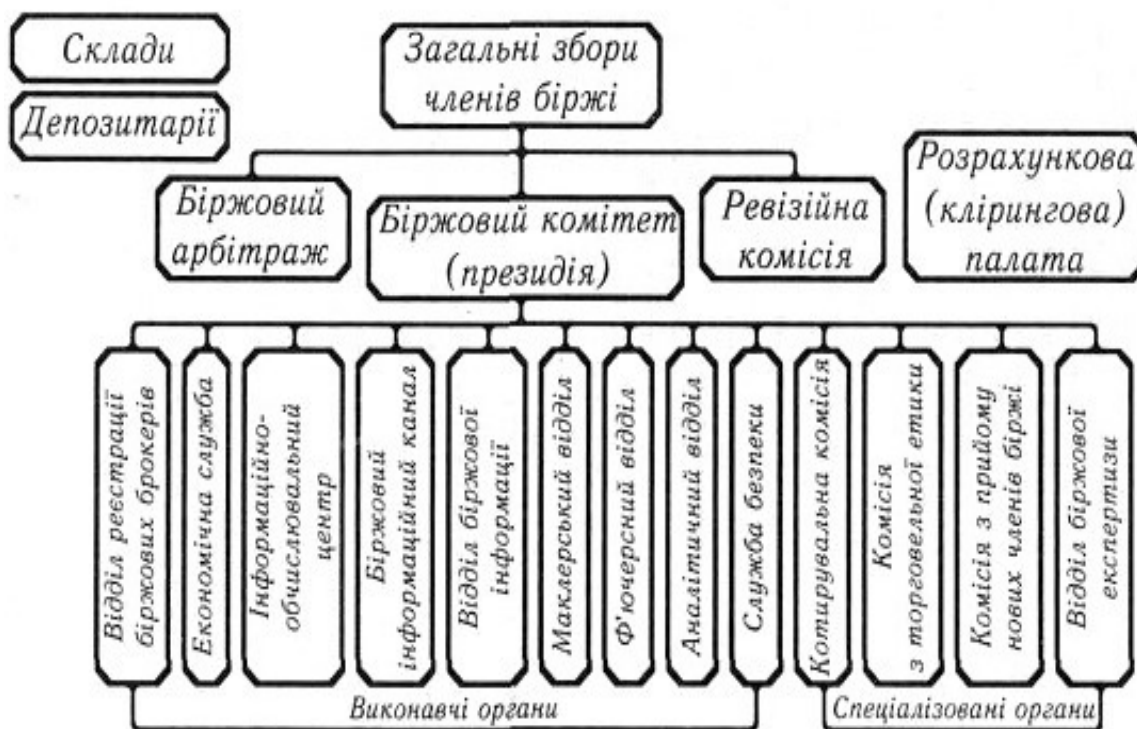 Склади
Депозитарії
Загальні збори
членів біржі
Біржовий
арбітраж
Біржовий комітет
(президія)
Ревізійна
комісія
Розрахункова
(клірингова)
палата
Відділ реєстрації
біржових брокерів
Економічна служба
Інформаційно-
обчислювальний
центр
Біржовий
інформаційний канал
Відділ біржової
інформації
Маклерський відділ
Ф'ючерсний відділ
Аналітичний відділ
Служба безпеки
Котирувальна комісія
Комісія
з торговельної етики
Комісія з прийому
нових членів біржі
Відділ біржової
експертизи
Виконавчі органи
Спеціалізовані органи